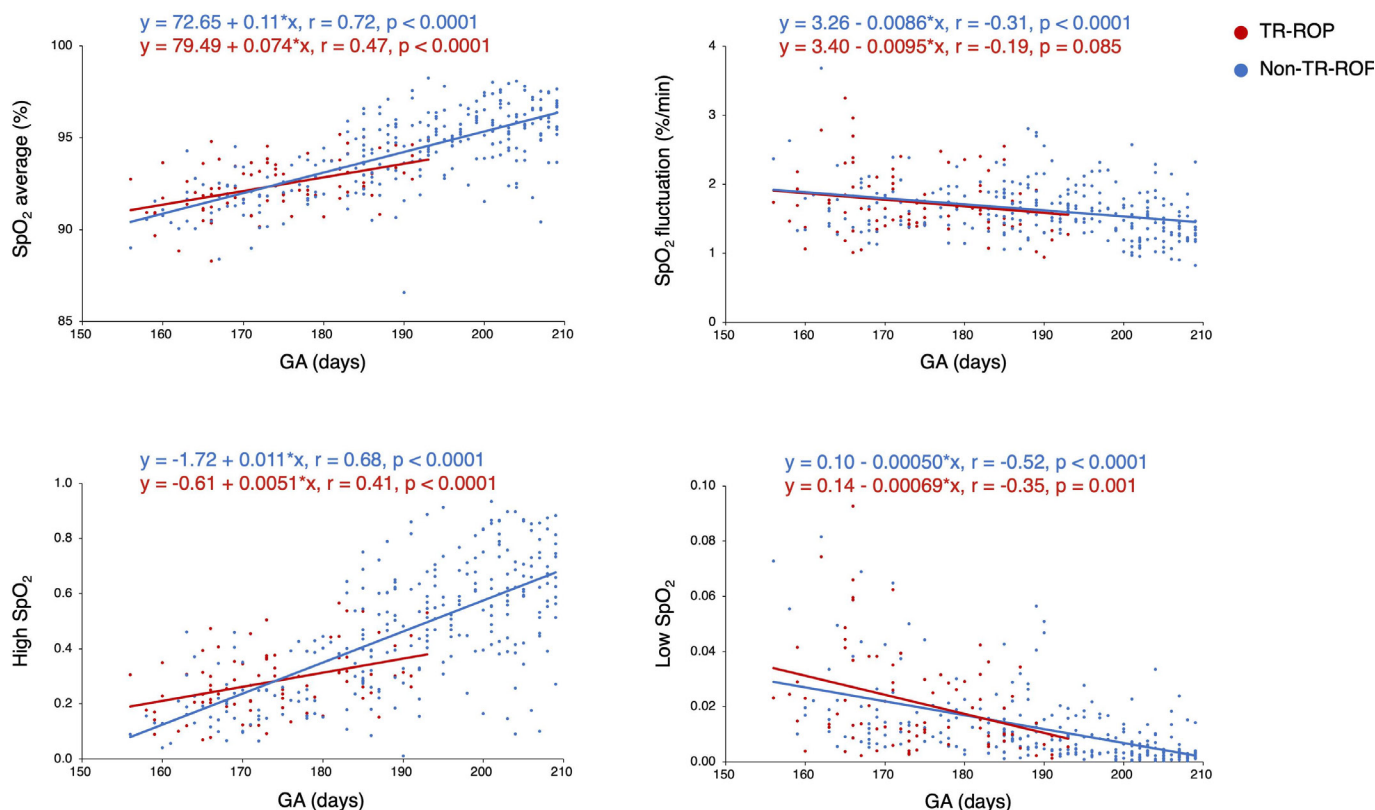 y = 72.65 + 0.11*x, r = 0.72, p < 0.0001
y = 79.49 + 0.074*x, r = 0.47, p < 0.0001
100
95
90
85
SpO₂ average (%)
150 160 170 180 190 200 210
GA (days)
y = 3.26 - 0.0086*x, r = -0.31, p < 0.0001
y = 3.40 - 0.0095*x, r = -0.19, p = 0.085
4
3
2
1
0
SpO₂ fluctuation (%/min)
150 160 170 180 190 200 210
GA (days)
TR-ROP
Non-TR-ROP
y = -1.72 + 0.011*x, r = 0.68, p < 0.0001
y = -0.61 + 0.0051*x, r = 0.41, p < 0.0001
1.0
0.8
0.6
0.4
0.2
0.0
High SpO₂
150 160 170 180 190 200 210
GA (days)
y = 0.10 - 0.00050*x, r = -0.52, p < 0.0001
y = 0.14 - 0.00069*x, r = -0.35, p = 0.001
0.10
0.08
0.06
0.04
0.02
0.00
Low SpO₂
150 160 170 180 190 200 210
GA (days)